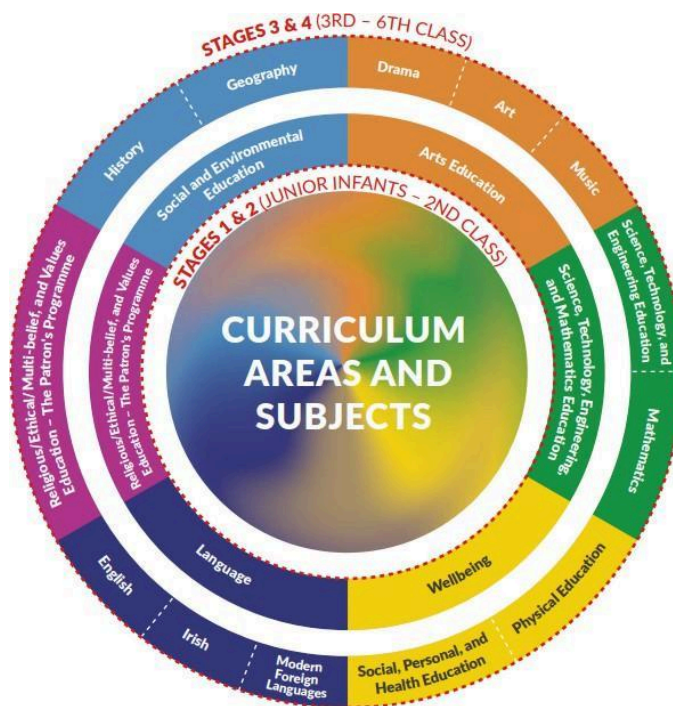 STAGES 3 & 4 (3RD – 6TH CLASS)
Geography
Drama
Art
Music
History
Social and Environmental
Education
Arts Education
STAGES 1 & 2 (JUNIOR INFANTS – 2ND CLASS)
Religious/Ethical/Multi-belief, and Values
Education – The Patron's Programme
Religious/Ethical/Multi-belief, and Values
Education – The Patron's Programme
CURRICULUM
AREAS AND
SUBJECTS
Science, Technology, Engineering,
and Mathematics Education
Science, Technology, and
Engineering Education
Mathematics
Language
Wellbeing
English
Irish
Modern
Foreign
Languages
Social, Personal, and
Health Education
Physical Education